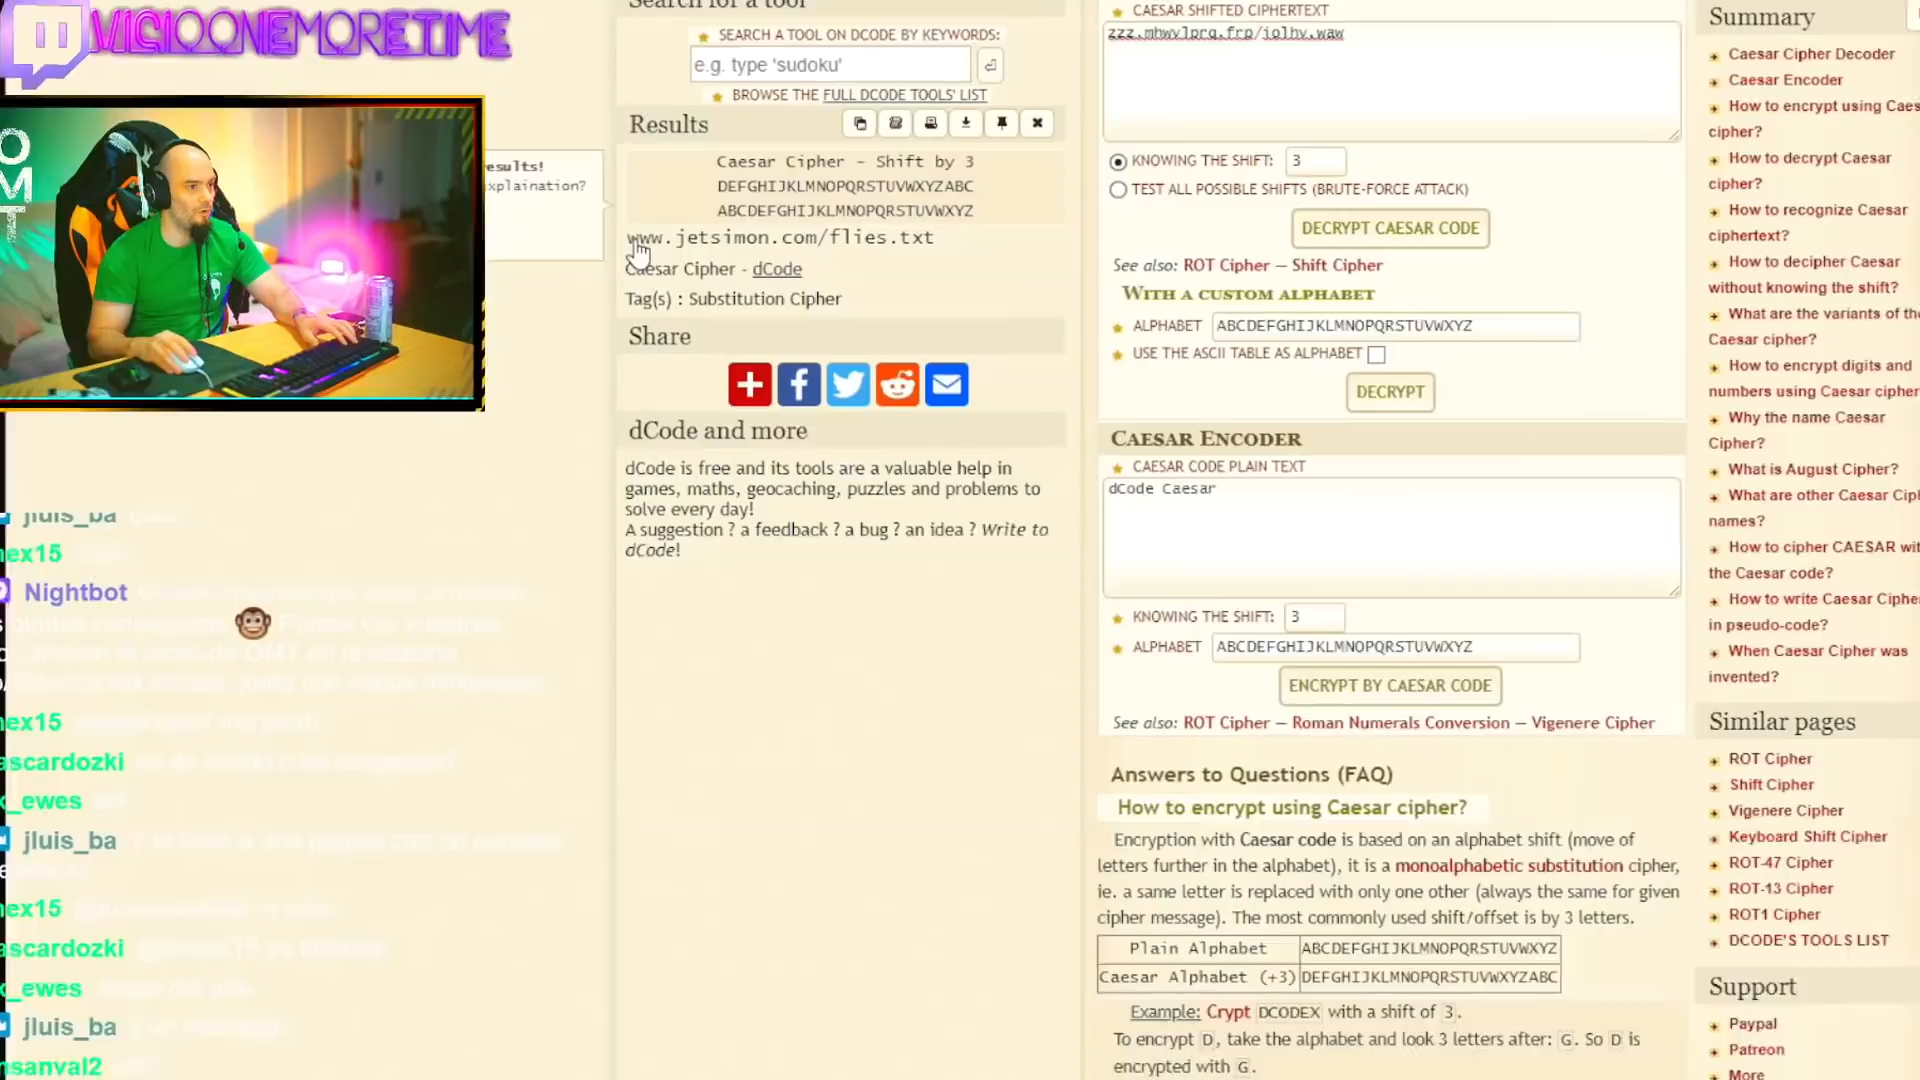 VICIOONEMORETIME
O
M
T
jluis_ba
nex15
Nightbot
nex15
ascardozki
x_ewes
jluis_ba
nex15
ascardozki
x_ewes
jluis_ba
nsanval2
results!
xplaination?
Search for a tool
SEARCH A TOOL ON DCODE BY KEYWORDS:
e.g. type 'sudoku'
BROWSE THE FULL DCODE TOOLS' LIST
Results
Caesar Cipher - Shift by 3
DEFGHIJKLMNOPQRSTUVWXYZABC
ABCDEFGHIJKLMNOPQRSTUVWXYZ
www.jetsimon.com/flies.txt
Caesar Cipher - dCode
Tag(s) : Substitution Cipher
Share
dCode and more
dCode is free and its tools are a valuable help in
games, maths, geocaching, puzzles and problems to
solve every day!
A suggestion ? a feedback ? a bug ? an idea ? Write to
dCode!
CAESAR SHIFTED CIPHERTEXT
zzz.mhwvlprq.frp/iolhv.waw
KNOWING THE SHIFT: 3
TEST ALL POSSIBLE SHIFTS (BRUTE-FORCE ATTACK)
DECRYPT CAESAR CODE
See also: ROT Cipher — Shift Cipher
WITH A CUSTOM ALPHABET
ALPHABET ABCDEFGHIJKLMNOPQRSTUVWXYZ
USE THE ASCII TABLE AS ALPHABET
DECRYPT
CAESAR ENCODER
CAESAR CODE PLAIN TEXT
dCode Caesar
KNOWING THE SHIFT: 3
ALPHABET ABCDEFGHIJKLMNOPQRSTUVWXYZ
ENCRYPT BY CAESAR CODE
See also: ROT Cipher — Roman Numerals Conversion — Vigenere Cipher
Answers to Questions (FAQ)
How to encrypt using Caesar cipher?
Encryption with Caesar code is based on an alphabet shift (move of
letters further in the alphabet), it is a monoalphabetic substitution cipher,
ie. a same letter is replaced with only one other (always the same for given
cipher message). The most commonly used shift/offset is by 3 letters.
Plain Alphabet ABCDEFGHIJKLMNOPQRSTUVWXYZ
Caesar Alphabet (+3) DEFGHIJKLMNOPQRSTUVWXYZABC
Example: Crypt DCODEX with a shift of 3.
To encrypt D, take the alphabet and look 3 letters after: G. So D is
encrypted with G.
Summary
Caesar Cipher Decoder
Caesar Encoder
How to encrypt using Caes
cipher?
How to decrypt Caesar
cipher?
How to recognize Caesar
ciphertext?
How to decipher Caesar
without knowing the shift?
What are the variants of the
Caesar cipher?
How to encrypt digits and
numbers using Caesar cipher
Why the name Caesar
Cipher?
What is August Cipher?
What are other Caesar Ciph
names?
How to cipher CAESAR wit
the Caesar code?
How to write Caesar Cipher
in pseudo-code?
When Caesar Cipher was
invented?
Similar pages
ROT Cipher
Shift Cipher
Vigenere Cipher
Keyboard Shift Cipher
ROT-47 Cipher
ROT-13 Cipher
ROT1 Cipher
DCODE'S TOOLS LIST
Support
Paypal
Patreon
More